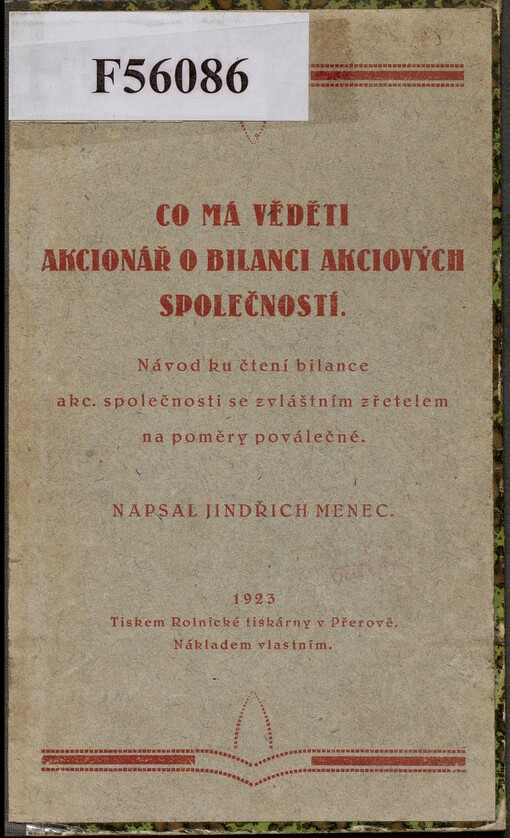 F56086
CO MÁ VĚDĚTI
AKCIONÁŘ O BILANCI AKCIOVÝCH
SPOLEČNOSTÍ.
Návod ku čtení bilance
akc. společnosti se zvláštním zřetelem
na poměry poválečné.
NAPSAL JINDŘICH MENEC.
1923
Tiskem Rolnické tiskárny v Přerově.
Nákladem vlastním.